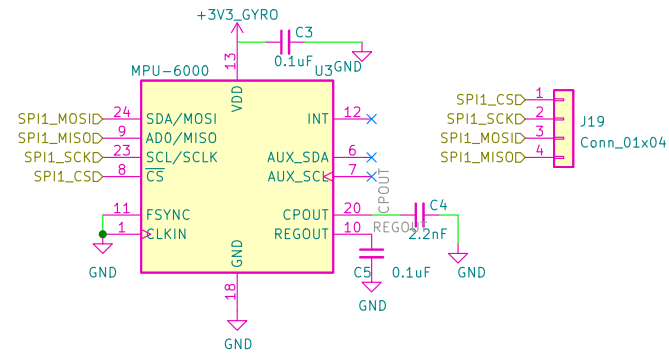 +3V3_GYRO
C3
0.1uF
GND
MPU-6000
U3
13
VDD
SPI1_MOSI
24
SDA/MOSI
SPI1_MISO
9
AD0/MISO
SPI1_SCK
23
SCL/SCLK
SPI1_CS
8
CS
11
FSYNC
1
CLKIN
GND
INT
12
AUX_SDA
6
AUX_SCL
7
CPOUT
20
CPOUT
REGOUT
10
REGOUT
C4
2.2nF
GND
C5
0.1uF
GND
GND
18
GND
SPI1_CS
1
SPI1_SCK
2
SPI1_MOSI
3
SPI1_MISO
4
J19
Conn_01x04